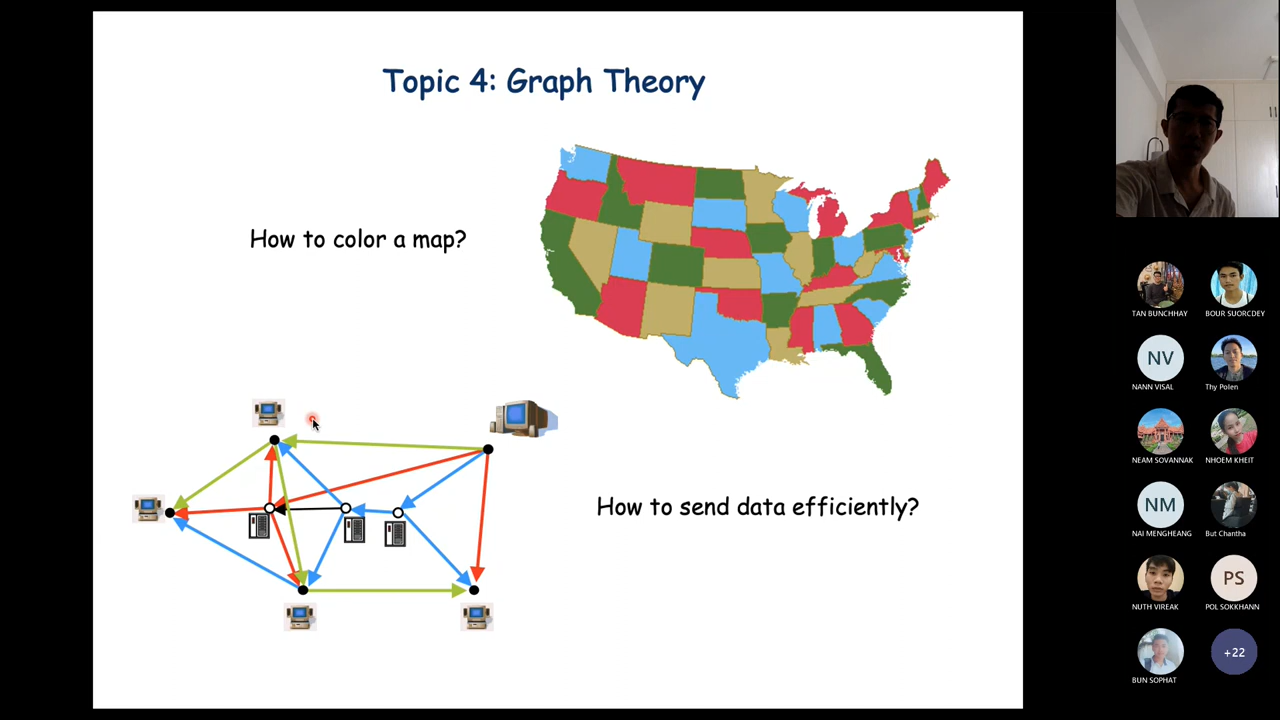 Topic 4: Graph Theory
How to color a map?
How to send data efficiently?
TAN BUNCHHAY
BOUR SUORCDEY
NV
NANN VISAL
Thy Polen
NEAM SOVANNAK
NHOEM KHEIT
NM
NAI MENGHEANG
But Chantha
NUTH VIREAK
PS
POL SOKKHANN
BUN SOPHAT
+22